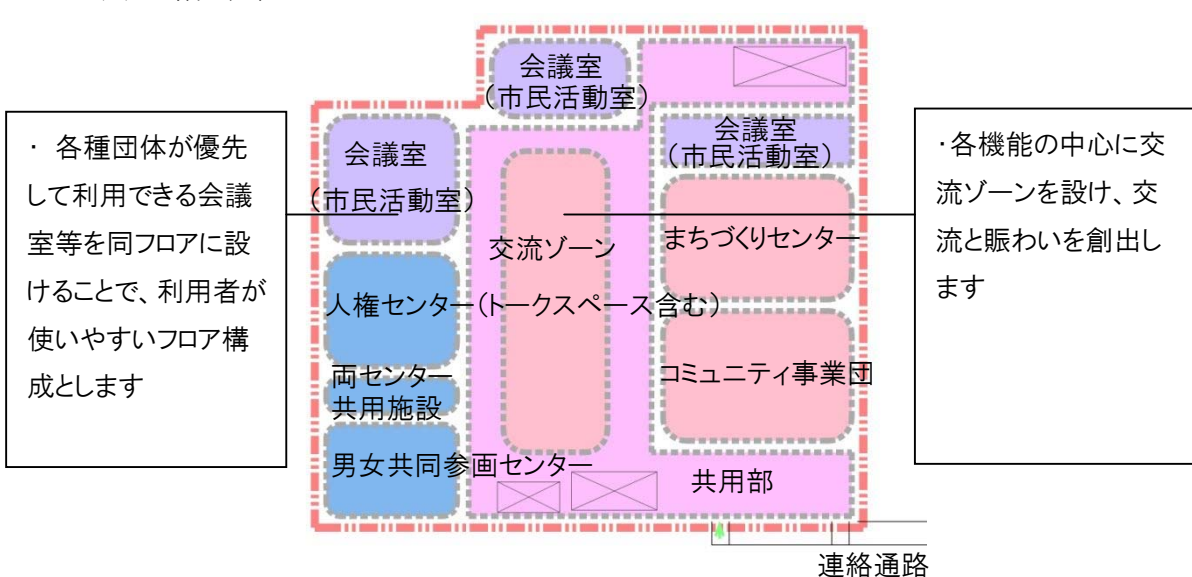 ・ 各種団体が優先
して利用できる会議
室等を同フロアに設
けることで、利用者が
使いやすいフロア構
成とします
会議室
（市民活動室）
会議室
（市民活動室）
会議室
（市民活動室）
交流ゾーン
まちづくりセンター
人権センター（トークスペース含む）
コミュニティ事業団
両センター
共用施設
男女共同参画センター
共用部
連絡通路
・各機能の中心に交
流ゾーンを設け、交
流と賑わいを創出し
ます